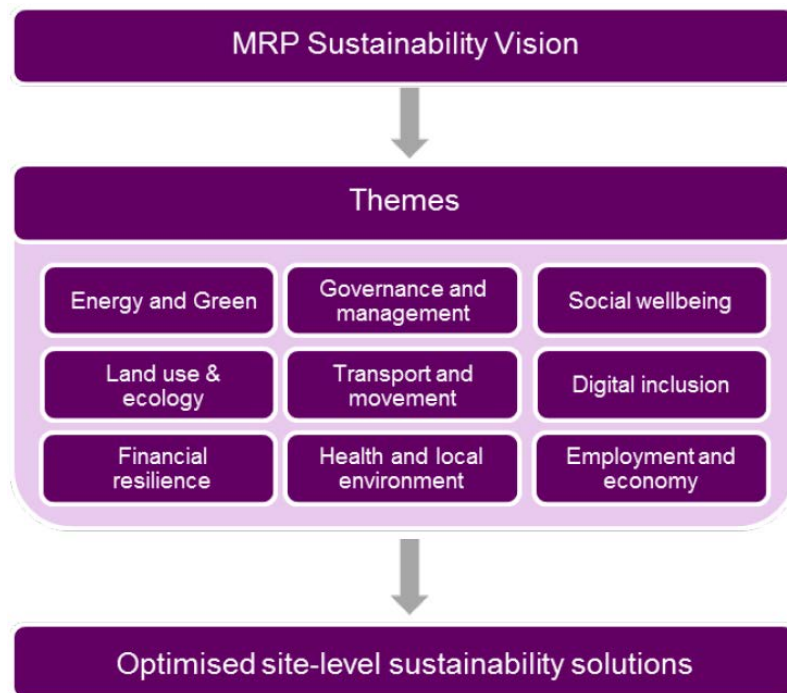 MRP Sustainability Vision
Themes
Energy and Green
Governance and
management
Social wellbeing
Land use &
ecology
Transport and
movement
Digital inclusion
Financial
resilience
Health and local
environment
Employment and
economy
Optimised site-level sustainability solutions